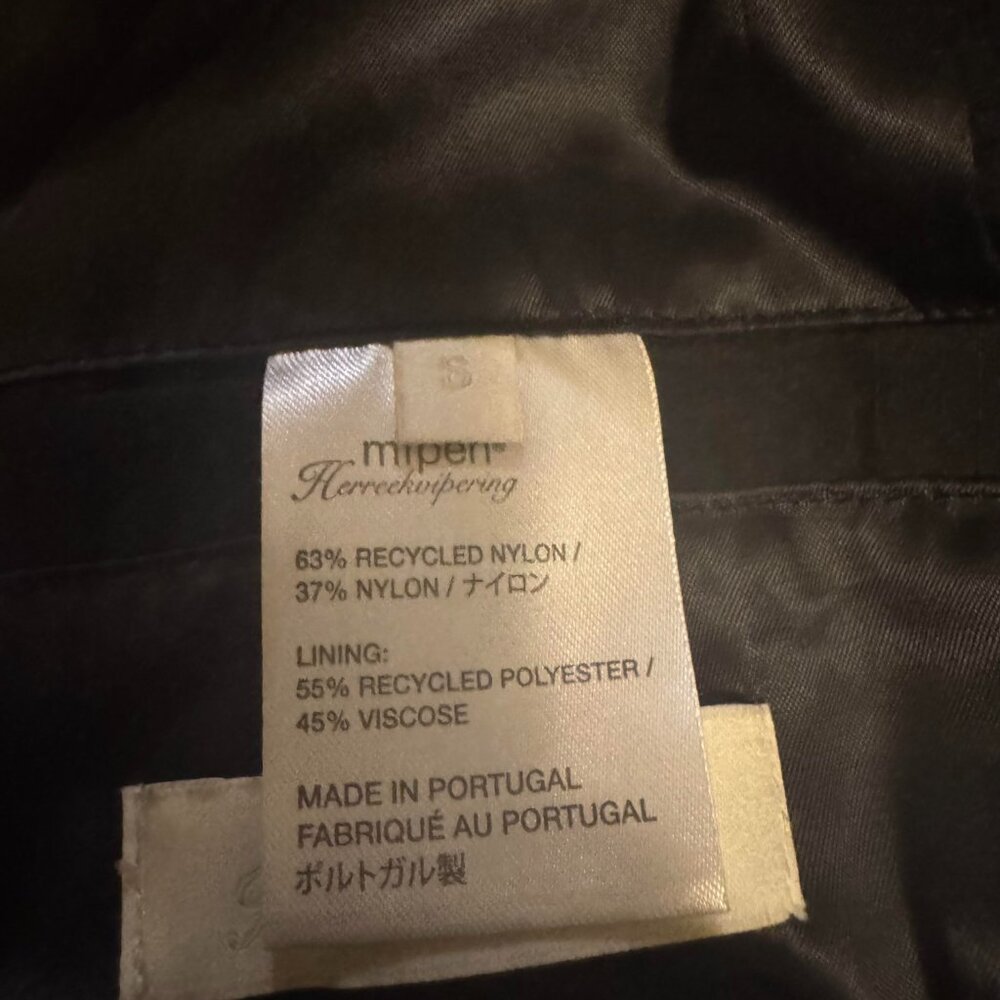 S
mfpen®
Herreekvipering
63% RECYCLED NYLON /
37% NYLON / ナイロン
LINING:
55% RECYCLED POLYESTER /
45% VISCOSE
MADE IN PORTUGAL
FABRIQUÉ AU PORTUGAL
ポルトガル製